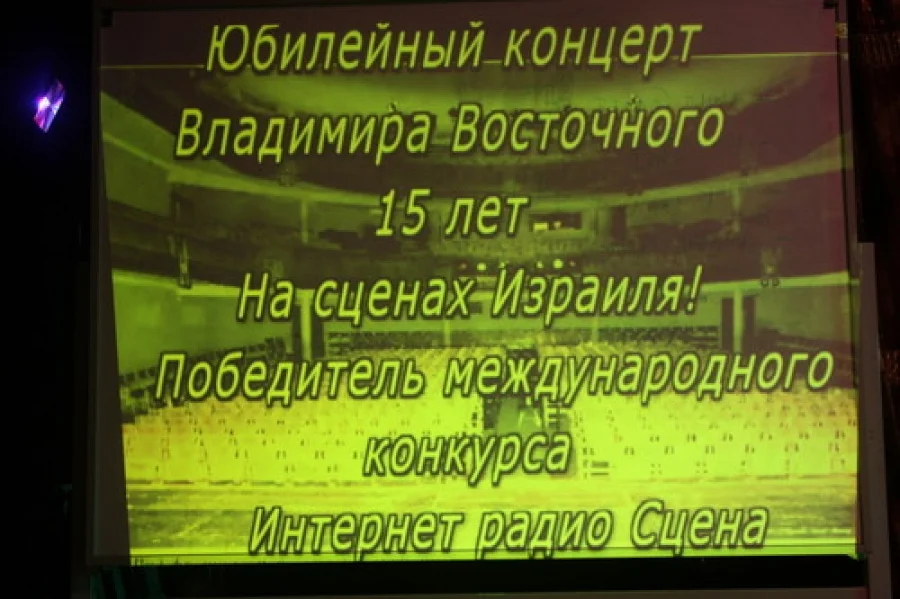 Юбилейный концерт
Владимира Восточного
15 лет
На сценах Израиля!
Победитель международного
конкурса
Интернет радио Сцена